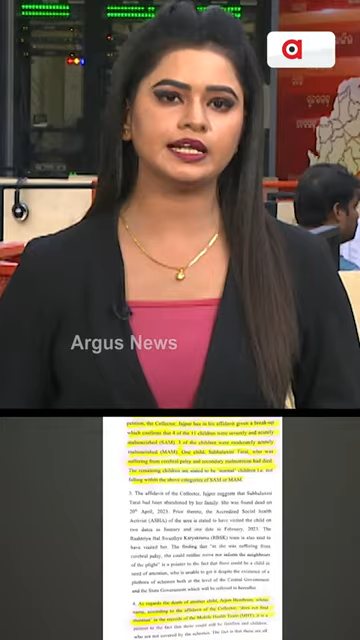 a
Argus News
petition, the Collector, Jajpur has in his affidavit given a break-up
which confirms that 4 of the 11 children were severely and acutely
malnourished (SAM). 3 of the children were moderately acutely
malnourished (MAM). One child, Subhalaxmi Tarai, who was
suffering from cerebral palsy and secondary malnutrition had died.
The remaining children are stated to be 'normal' children i.e. not
falling within the above categories of SAM or MAM.
5. The affidavit of the Collector, Jajpur suggests that Subhalaxmi
Tarai had been abandoned by her family. She was found dead on
20th April, 2023. Prior thereto, the Accredited Social Health
Activist (ASHA) of the area is stated to have visited the child on
two dates in January and one date in February, 2023. The
Rashtriya Bal Swasthya Karyakrama (RBSK) team is also said to
have visited her. The finding that "as she was suffering from
cerebral palsy, she could neither move nor inform the neighbours
of the plight" is a pointer to the fact that there could be a child in
need of attention, who is unable to get it despite the existence of a
plethora of schemes both at the level of the Central Government
and the State Government which will be referred to hereafter.
6. As regards the death of another child, Arjun Hembram, whose
name, according to the affidavit of the Collector, "does not find
mention" in the records of the Mobile Health Team (MHT), it is a
pointer to the fact that there would be families and children,
who are not covered by the schemes. The fact is that these are all